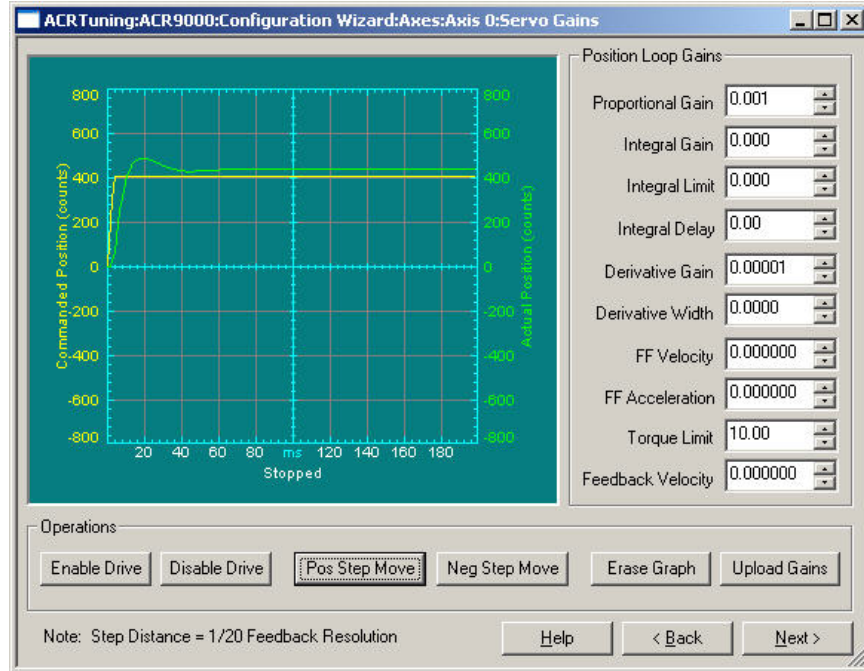 ACRTuning:ACR9000:Configuration Wizard:Axes:Axis 0:Servo Gains
Commanded Position (counts)
800
600
400
200
0
-200
-400
-600
-800
20 40 60 80 ms 120 140 160 180
Stopped
800
600
400
200
0
-200
-400
-600
-800
Actual Position (counts)
Position Loop Gains
Proportional Gain 0.001
Integral Gain 0.000
Integral Limit 0.000
Integral Delay 0.00
Derivative Gain 0.00001
Derivative Width 0.0000
FF Velocity 0.000000
FF Acceleration 0.000000
Torque Limit 10.00
Feedback Velocity 0.000000
Operations
Enable Drive Disable Drive Pos Step Move Neg Step Move Erase Graph Upload Gains
Note: Step Distance = 1/20 Feedback Resolution
Help < Back Next >